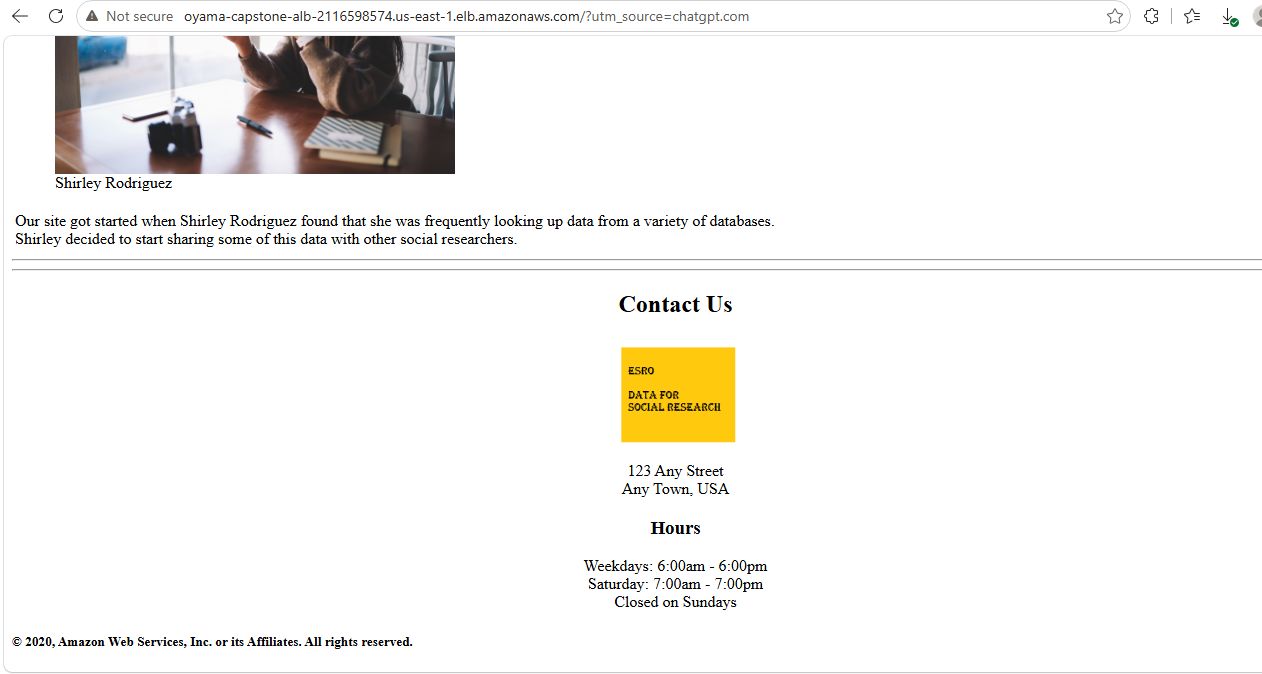 Not secure
oyama-capstone-alb-2116598574.us-east-1.elb.amazonaws.com/?utm_source=chatgpt.com
Shirley Rodriguez
Our site got started when Shirley Rodriguez found that she was frequently looking up data from a variety of databases.
Shirley decided to start sharing some of this data with other social researchers.
Contact Us
ESRO
DATA FOR
SOCIAL RESEARCH
123 Any Street
Any Town, USA
Hours
Weekdays: 6:00am - 6:00pm
Saturday: 7:00am - 7:00pm
Closed on Sundays
© 2020, Amazon Web Services, Inc. or its Affiliates. All rights reserved.